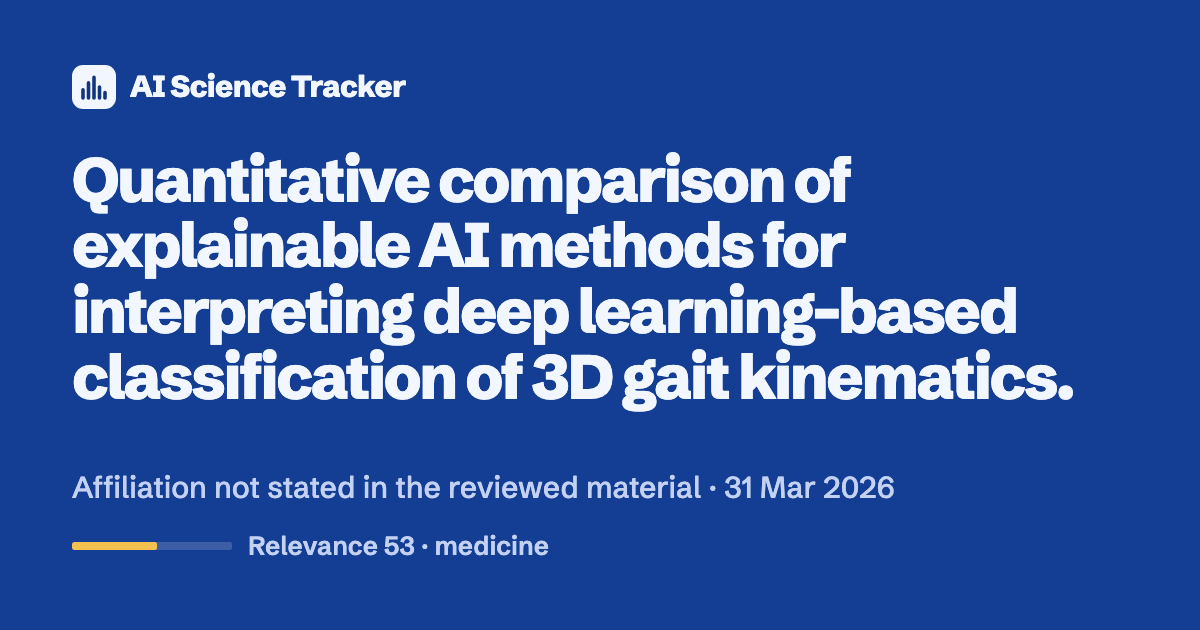 AI Science Tracker
Quantitative comparison of
explainable AI methods for
interpreting deep learning-based
classification of 3D gait kinematics.
Affiliation not stated in the reviewed material · 31 Mar 2026
Relevance 53 · medicine